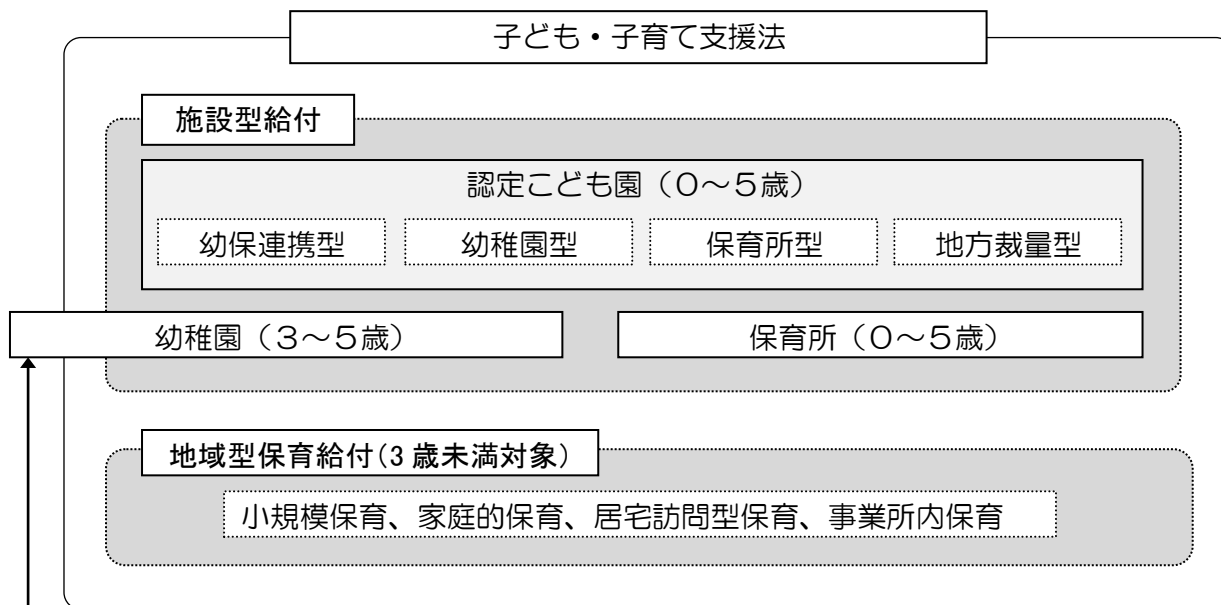 子ども・子育て支援法
施設型給付
認定こども園（０～５歳）
幼保連携型
幼稚園型
保育所型
地方裁量型
幼稚園（３～５歳）
保育所（０～５歳）
地域型保育給付(３歳未満対象)
小規模保育、家庭的保育、居宅訪問型保育、事業所内保育